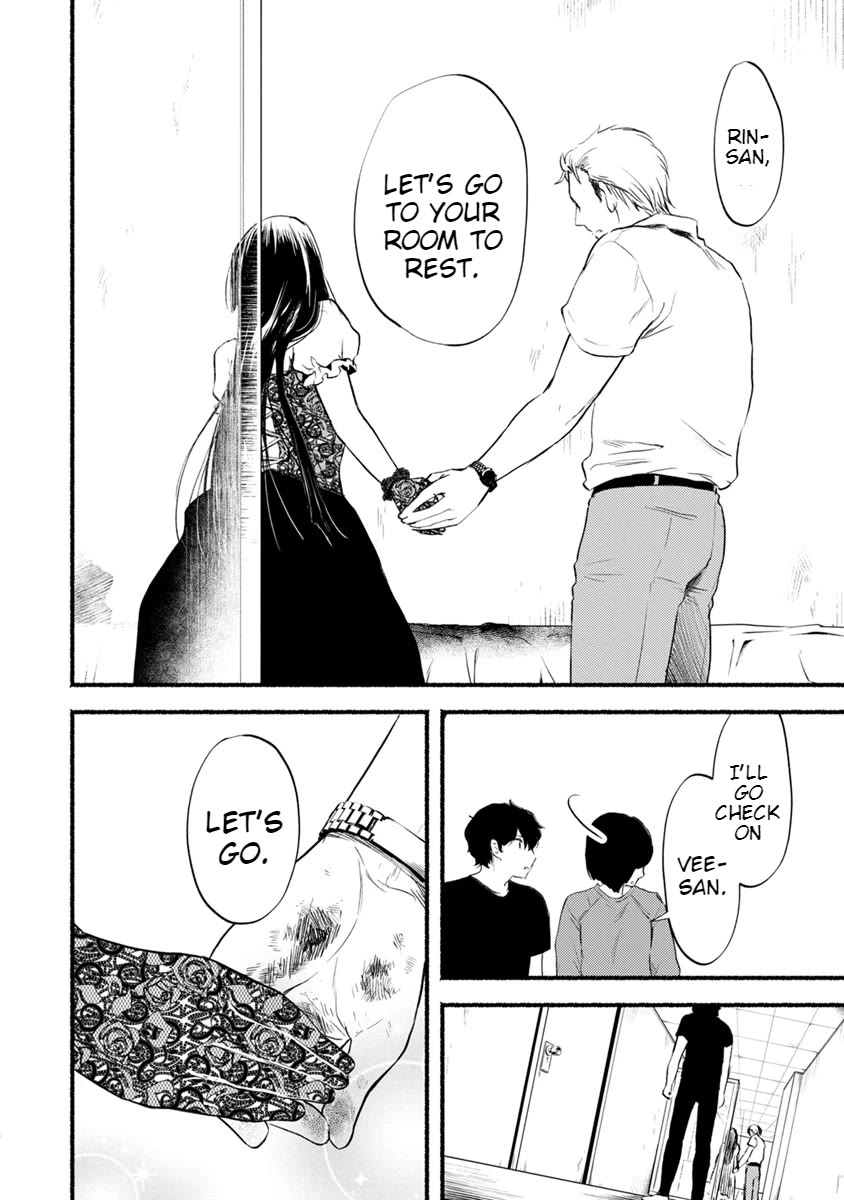 RIN-
SAN,
LET'S GO
TO YOUR
ROOM TO
REST.
I'LL
GO
CHECK
ON
VEE-
SAN.
LET'S
GO.